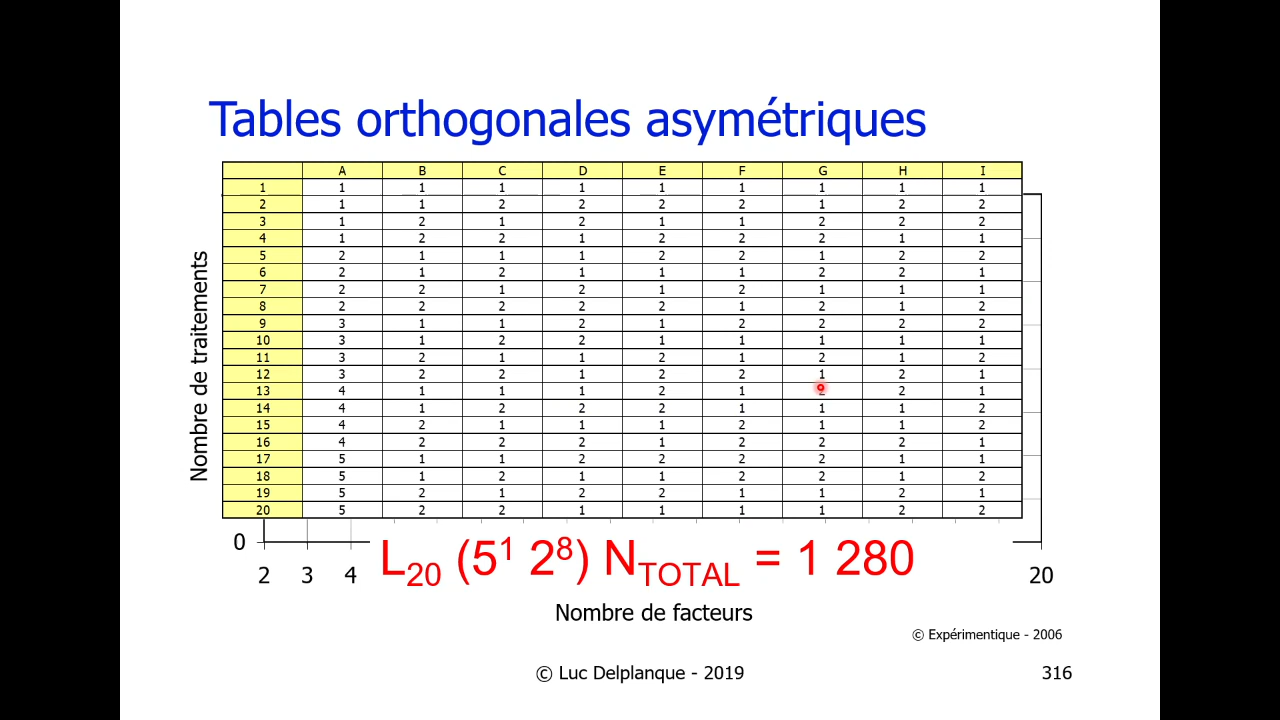 Tables orthogonales asymétriques
A B C D E F G H I
1 1 1 1 1 1 1 1 1 1
2 1 1 2 2 2 2 1 2 2
3 1 2 1 2 1 1 2 2 2
4 1 2 2 1 2 2 2 1 1
5 2 1 1 1 2 2 1 2 2
6 2 1 2 1 1 1 2 2 1
7 2 2 1 2 1 2 1 1 1
8 2 2 2 2 2 1 2 1 2
9 3 1 1 2 1 2 2 2 2
10 3 1 2 2 1 1 1 1 1
11 3 2 1 1 2 1 2 1 2
12 3 2 2 1 2 2 1 2 1
13 4 1 1 1 2 1 2 2 1
14 4 1 2 2 2 1 1 1 2
15 4 2 1 1 1 2 1 1 2
16 4 2 2 2 1 2 2 2 1
17 5 1 1 2 2 2 2 1 1
18 5 1 2 1 1 2 2 1 2
19 5 2 1 2 2 1 1 2 1
20 5 2 2 1 1 1 1 2 2
Nombre de traitements
0
2 3 4 20
L20 (5¹ 2⁸) NTOTAL = 1 280
Nombre de facteurs
© Expérimentique - 2006
© Luc Delplanque - 2019
316